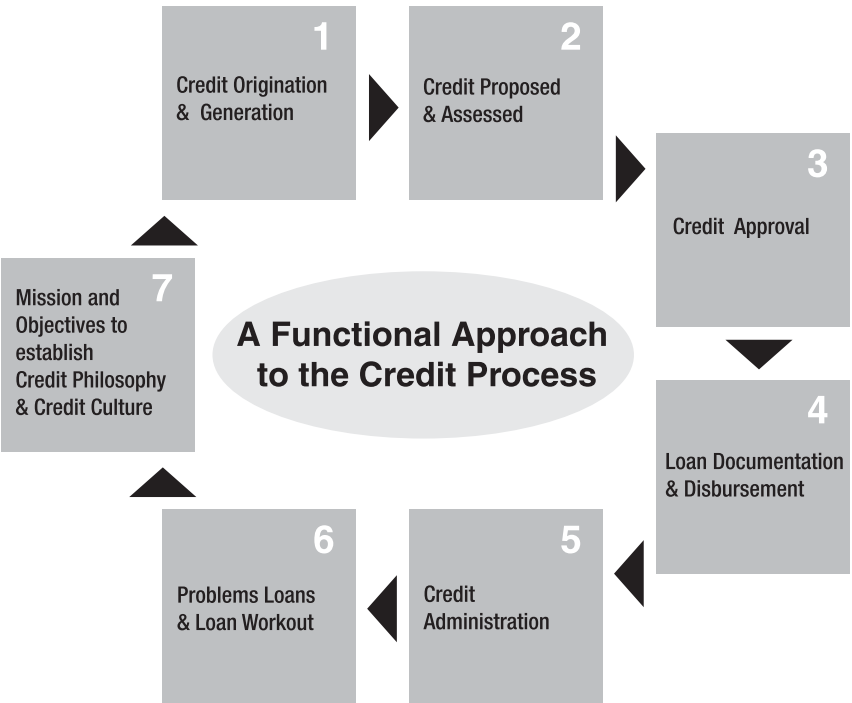 1
Credit Origination
& Generation
2
Credit Proposed
& Assessed
3
Credit Approval
4
Loan Documentation
& Disbursement
5
Credit
Administration
6
Problems Loans
& Loan Workout
7
Mission and
Objectives to
establish
Credit Philosophy
& Credit Culture
A Functional Approach
to the Credit Process